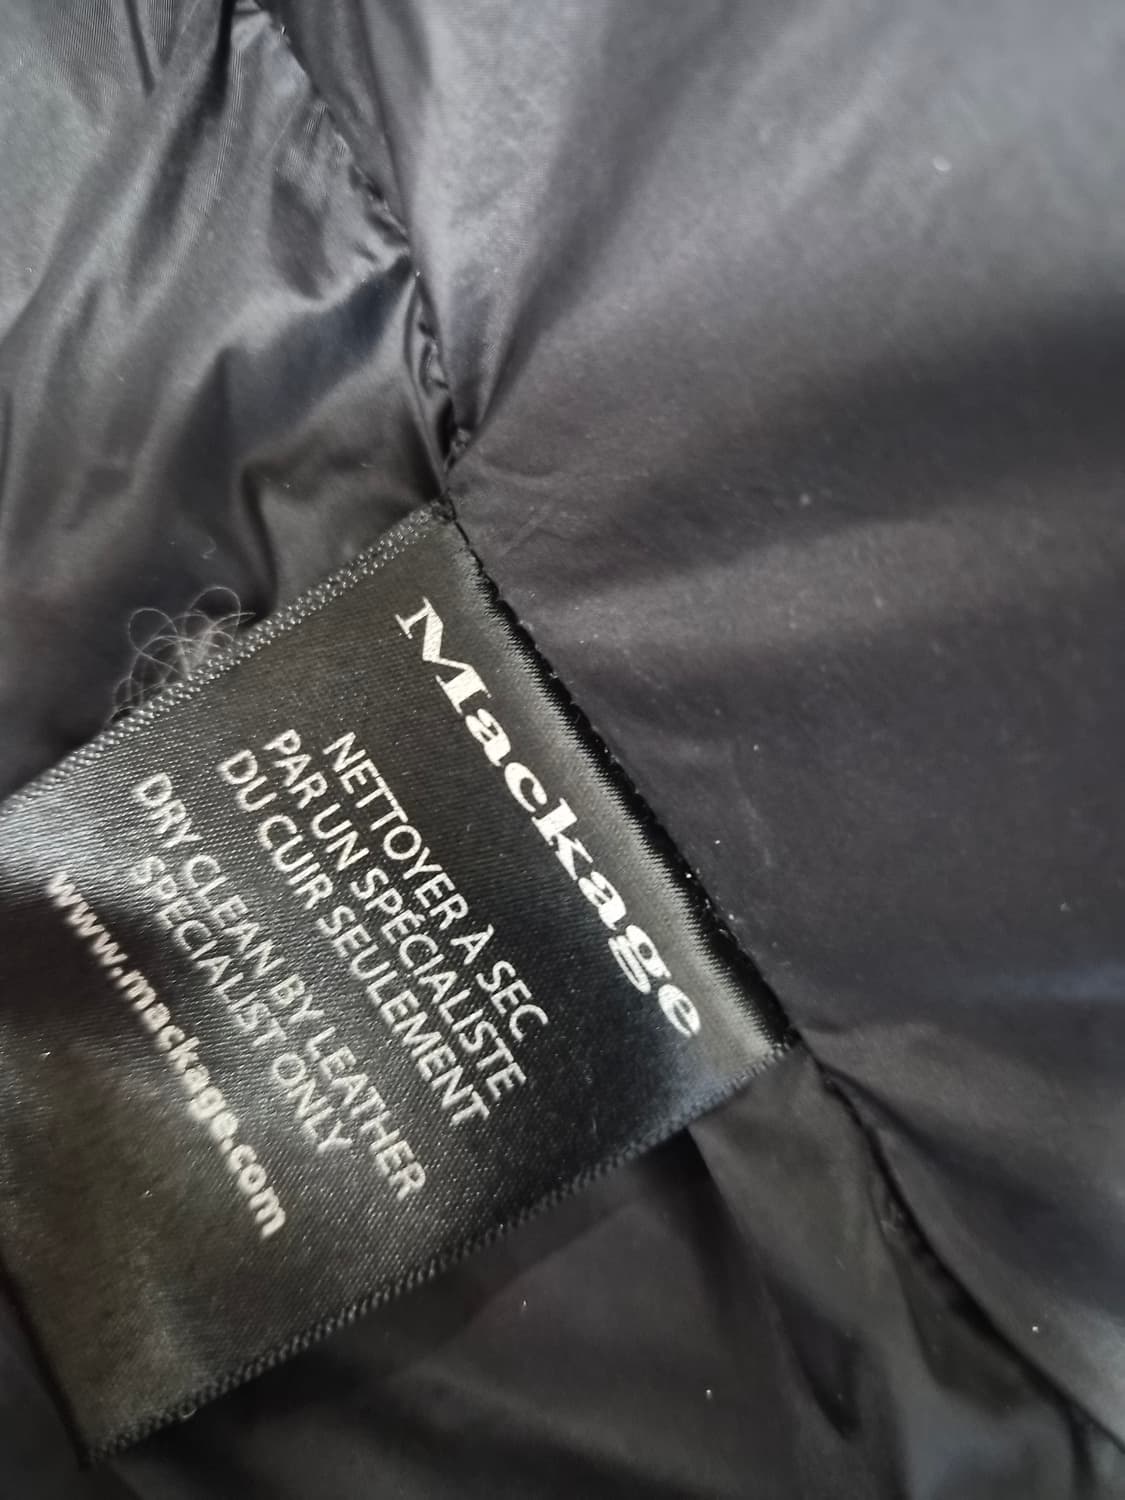 Mackage
NETTOYER À SEC
PAR UN SPÉCIALISTE
DU CUIR SEULEMENT
DRY CLEAN BY LEATHER
SPECIALIST ONLY
www.mackage.com